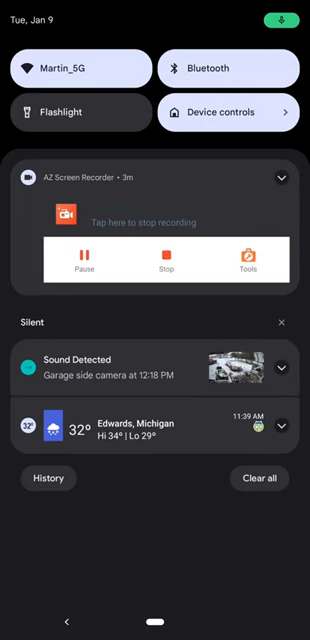 Tue, Jan 9
Martin_5G
Bluetooth
Flashlight
Device controls
AZ Screen Recorder • 3m
Tap here to stop recording
Pause
Stop
Tools
Silent
Sound Detected
Garage side camera at 12:18 PM
32°
32°
Edwards, Michigan
Hi 34° | Lo 29°
11:39 AM
History
Clear all